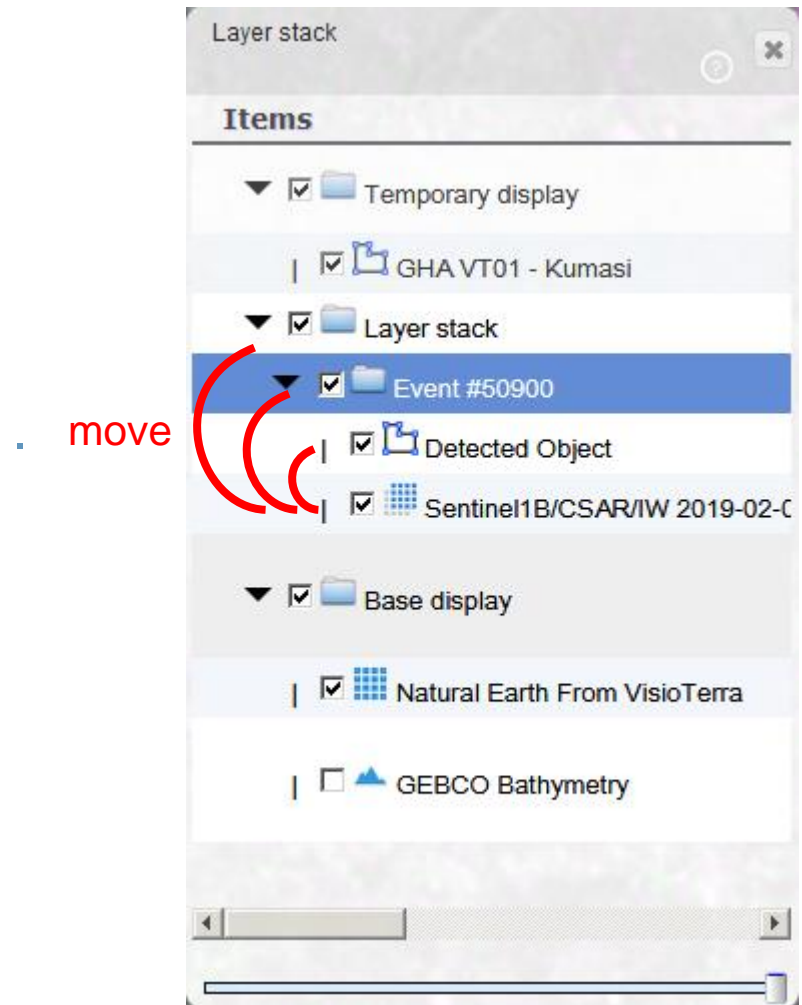 Layer stack
?
Items
Temporary display
GHA VT01 - Kumasi
Layer stack
Event #50900
move
Detected Object
Sentinel1B/CSAR/IW 2019-02-0
Base display
Natural Earth From VisioTerra
GEBCO Bathymetry